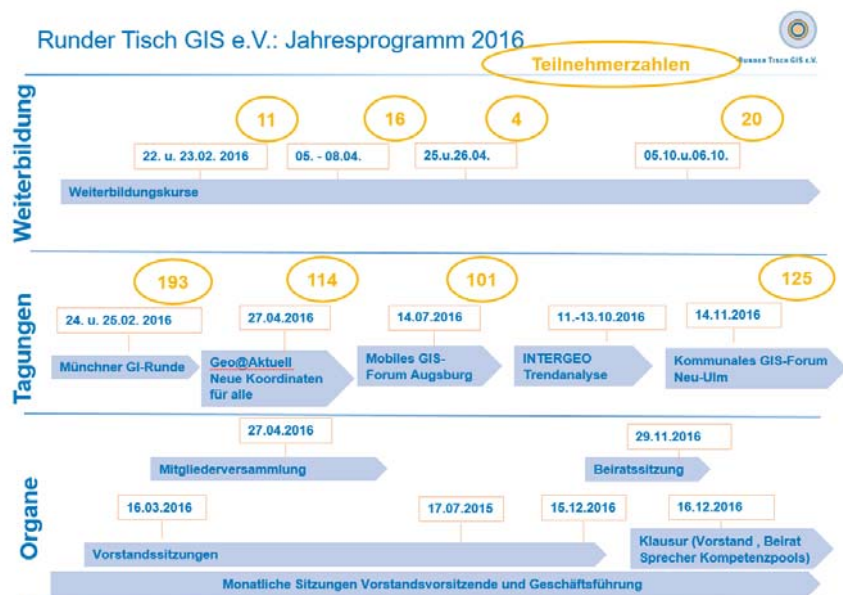 Runder Tisch GIS e.V.: Jahresprogramm 2016
RUNDER TISCH GIS e.V.
Teilnehmerzahlen
Weiterbildung
11
16
4
20
22. u. 23.02. 2016
05. - 08.04.
25.u.26.04.
05.10.u.06.10.
Weiterbildungskurse
Tagungen
193
114
101
125
24. u. 25.02. 2016
27.04.2016
14.07.2016
11.-13.10.2016
14.11.2016
Münchner GI-Runde
Geo@Aktuell
Neue Koordinaten
für alle
Mobiles GIS-
Forum Augsburg
INTERGEO
Trendanalyse
Kommunales GIS-Forum
Neu-Ulm
Organe
27.04.2016
29.11.2016
Mitgliederversammlung
Beiratssitzung
16.03.2016
17.07.2015
15.12.2016
16.12.2016
Vorstandssitzungen
Klausur (Vorstand , Beirat
Sprecher Kompetenzpools)
Monatliche Sitzungen Vorstandsvorsitzende und Geschäftsführung